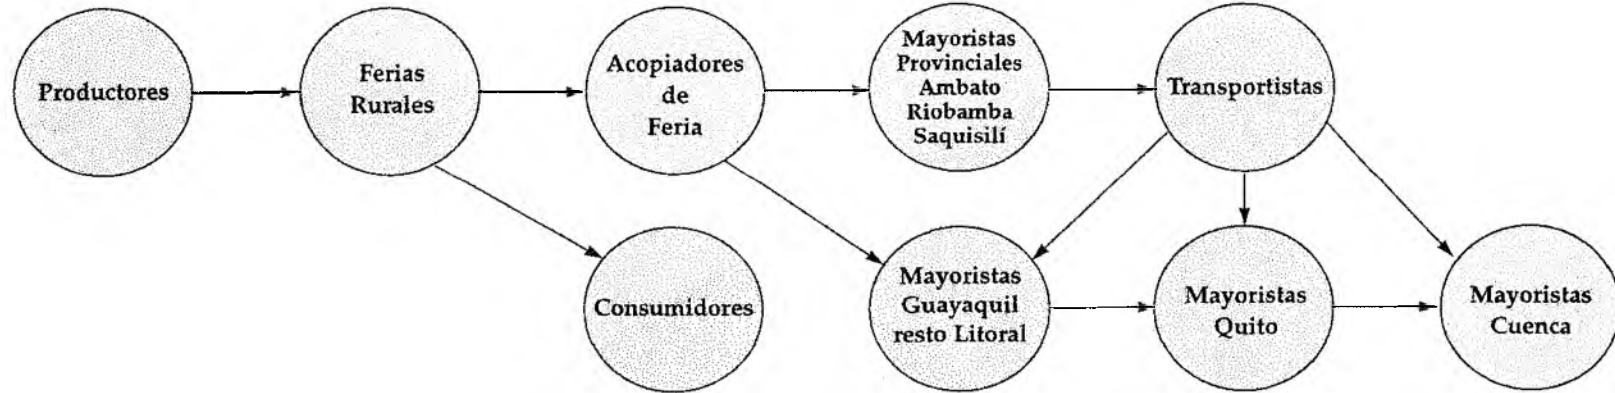 Productores
Ferias
Rurales
Acopiadores
de
Feria
Mayoristas
Provinciales
Ambato
Riobamba
Saquisilí
Transportistas
Consumidores
Mayoristas
Guayaquil
resto Litoral
Mayoristas
Quito
Mayoristas
Cuenca